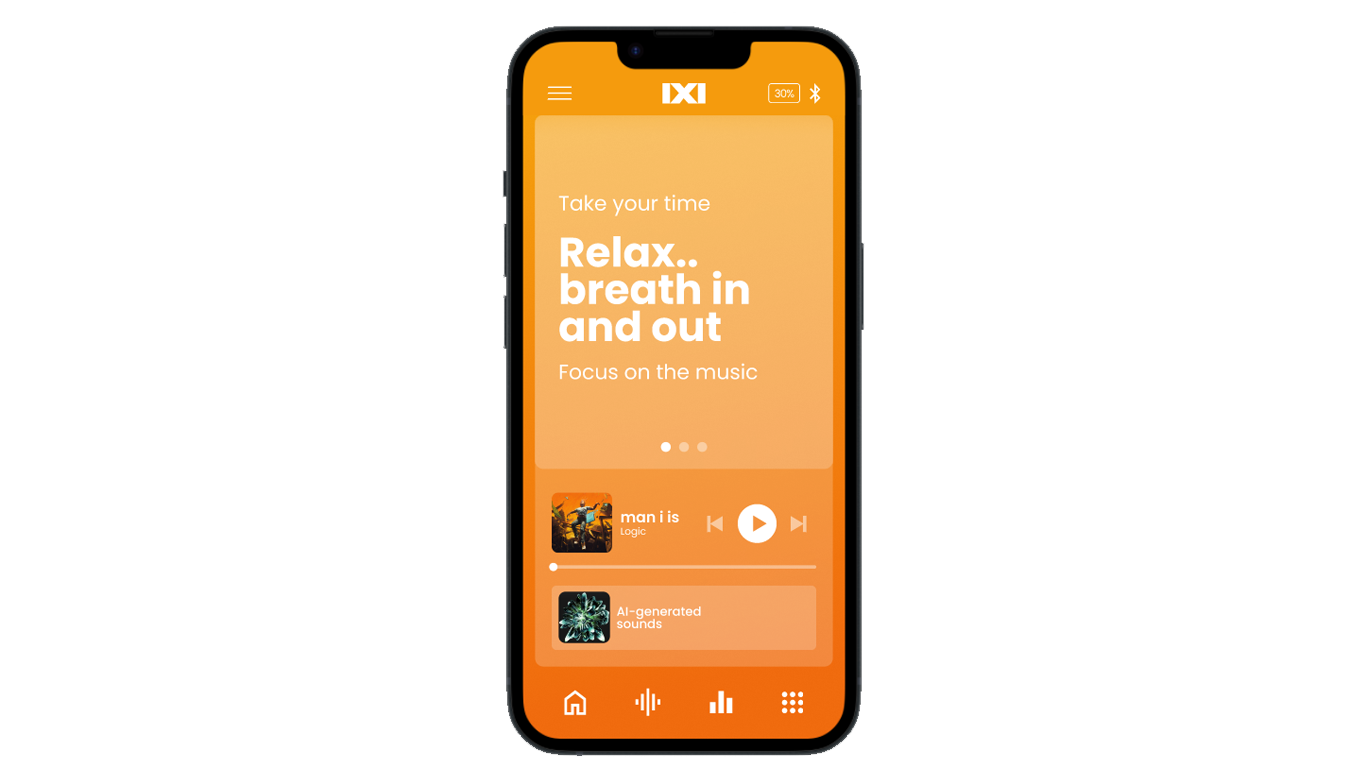 IXI
30%
Take your time
Relax..
breath in
and out
Focus on the music
man i is
Logic
AI-generated
sounds